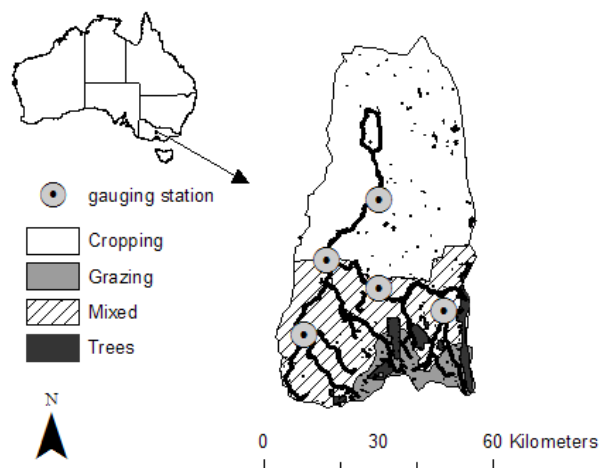 gauging station
Cropping
Grazing
Mixed
Trees
N
0 30 60 Kilometers